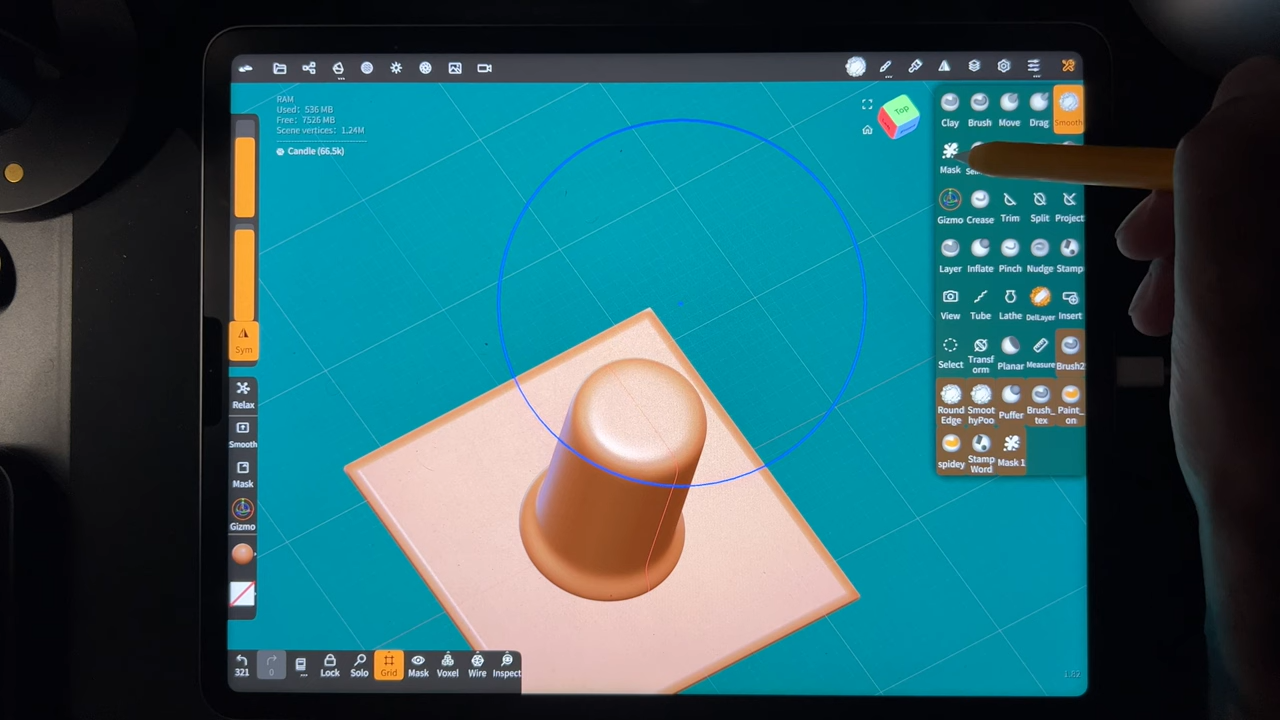 RAM
Used: 536 MB
Free: 7526 MB
Scene vertices: 1.24M
Candle (66.5k)
Top
Clay Brush Move Drag Smooth
Mask
Gizmo Crease Trim Split Project
Layer Inflate Pinch Nudge Stamp
View Tube Lathe DelLayer Insert
Select Transf Planar Measure Brush2
orm
Round Smoot Puffer Brush_ Paint_
Edge hyPoo tex on
spidey Stamp Mask 1
Word
Sym
Relax
Smooth
Mask
Gizmo
321 0 ... Lock Solo Grid Mask Voxel Wire Inspect
1.82